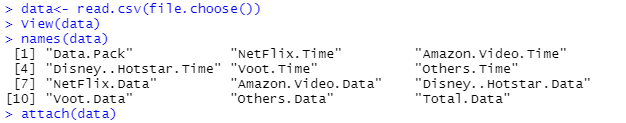 > data<- read.csv(file.choose())
> View(data)
> names(data)
 [1] "Data.Pack"             "NetFlix.Time"          "Amazon.Video.Time"
 [4] "Disney..Hotstar.Time"  "Voot.Time"             "Others.Time"
 [7] "NetFlix.Data"          "Amazon.Video.Data"     "Disney..Hotstar.Data"
[10] "Voot.Data"             "Others.Data"           "Total.Data"
> attach(data)